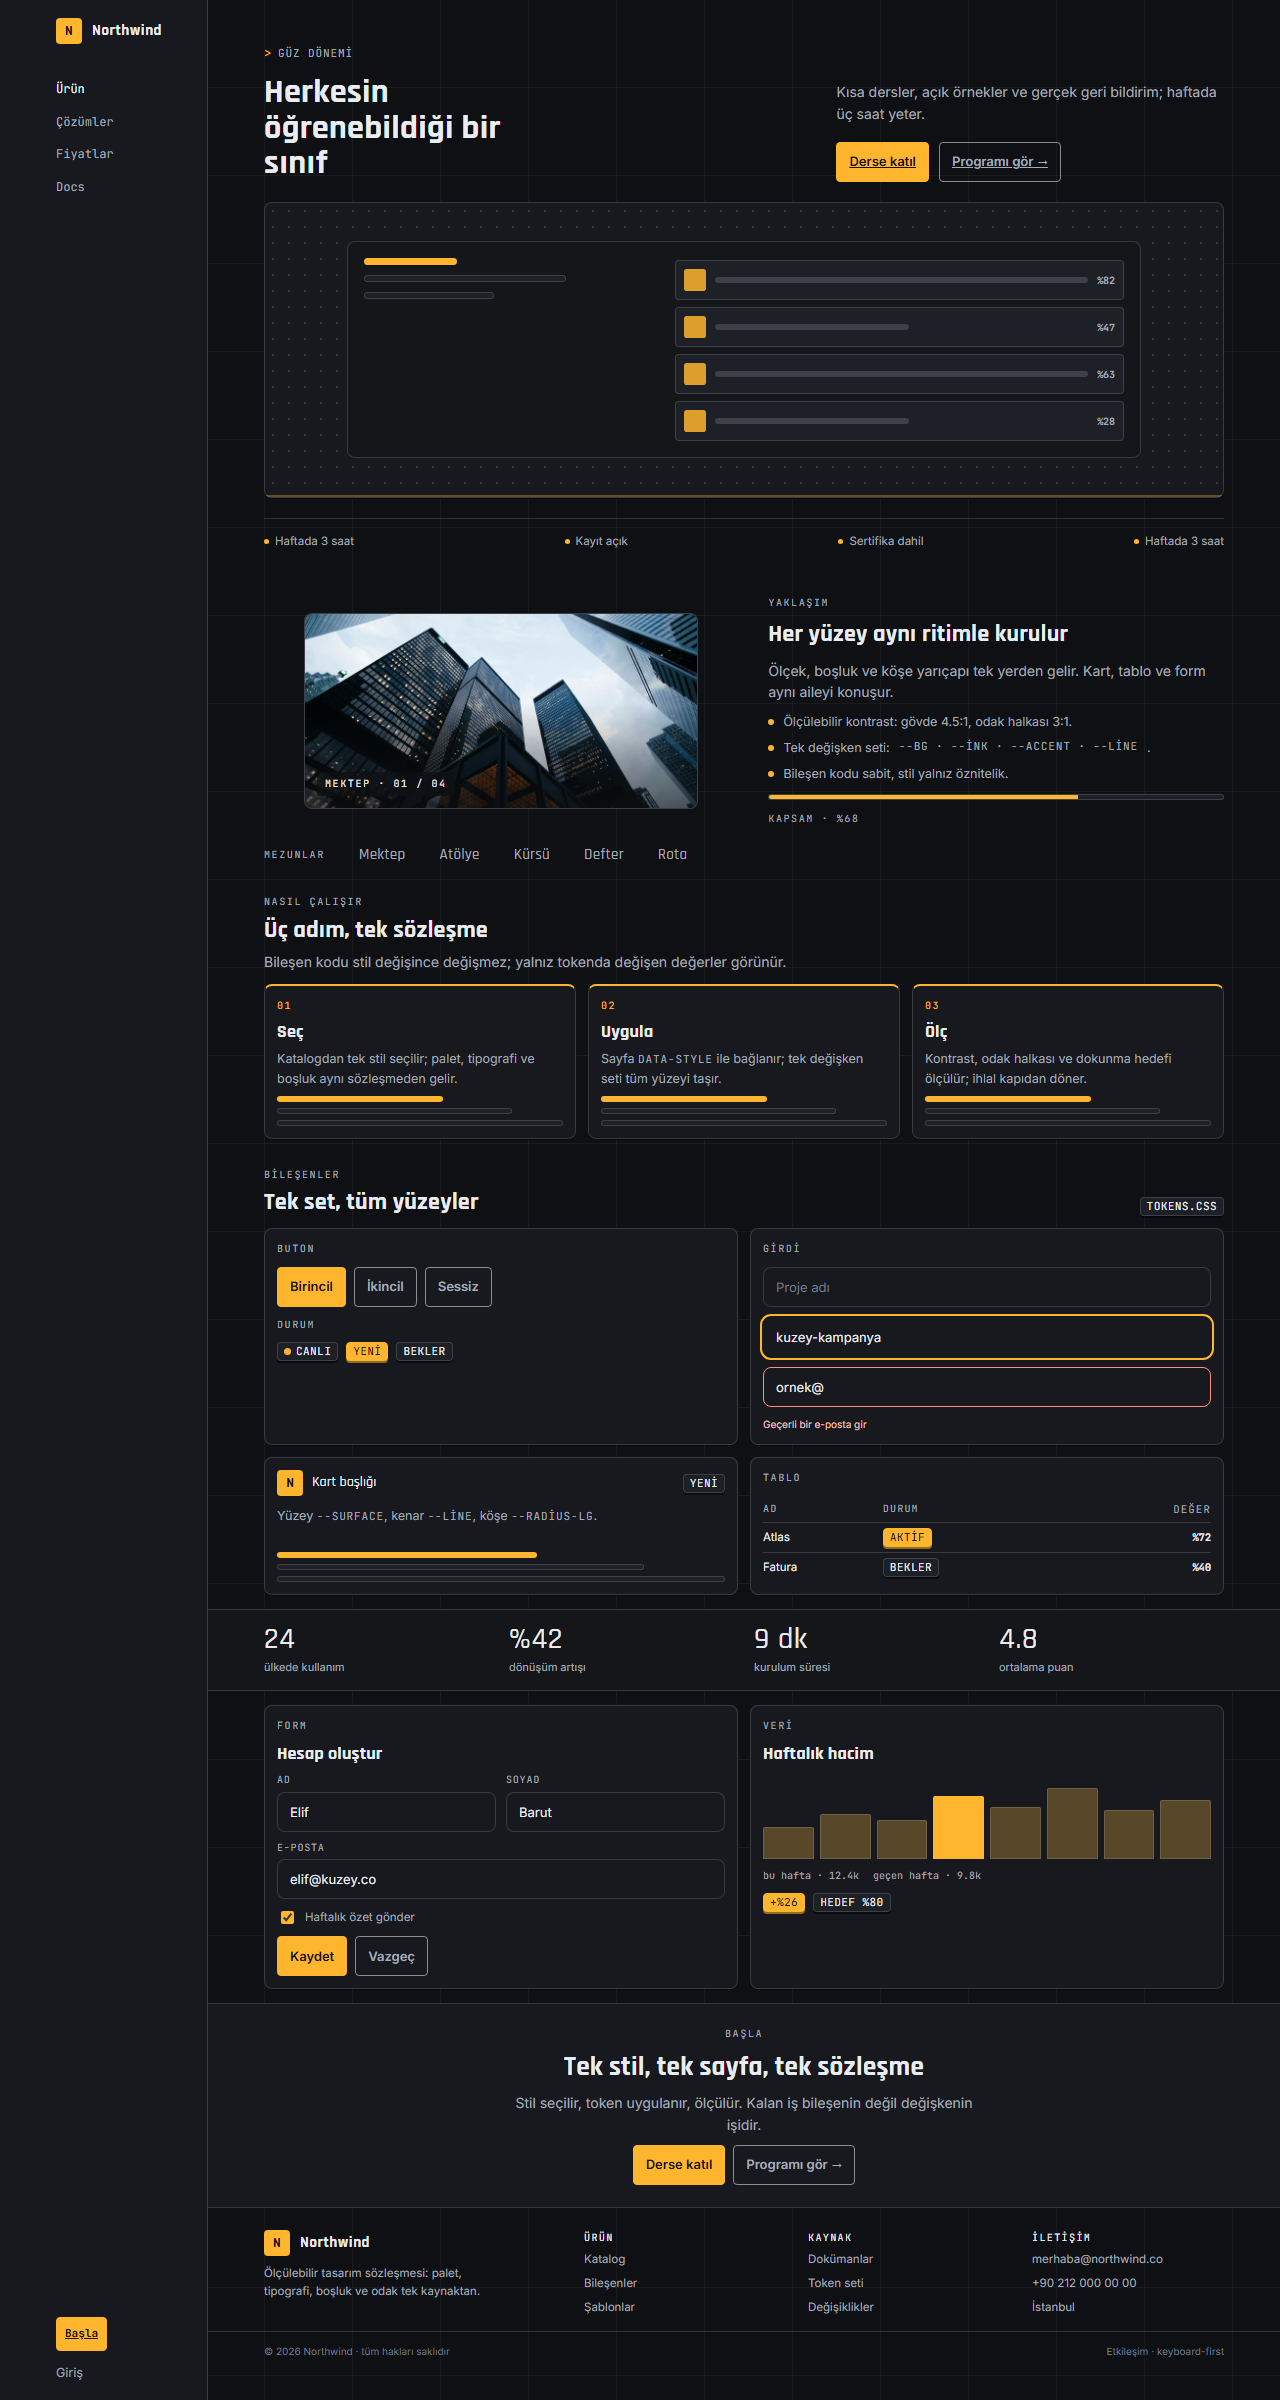 N Northwind
Ürün
Çözümler
Fiyatlar
Docs
Başla
Giriş
> GÜZ DÖNEMİ
Herkesin
öğrenebildiği bir
sınıf
Kısa dersler, açık örnekler ve gerçek geri bildirim; haftada
üç saat yeter.
Derse katıl Programı gör →
%82
%47
%63
%28
Haftada 3 saat Kayıt açık Sertifika dahil Haftada 3 saat
MEKTEP · 01 / 04
YAKLAŞIM
Her yüzey aynı ritimle kurulur
Ölçek, boşluk ve köşe yarıçapı tek yerden gelir. Kart, tablo ve form
aynı aileyi konuşur.
Ölçülebilir kontrast: gövde 4.5:1, odak halkası 3:1.
Tek değişken seti: --BG · --İNK · --ACCENT · --LİNE .
Bileşen kodu sabit, stil yalnız öznitelik.
KAPSAM · %68
MEZUNLAR Mektep Atölye Kürsü Defter Rota
NASIL ÇALIŞIR
Üç adım, tek sözleşme
Bileşen kodu stil değişince değişmez; yalnız tokenda değişen değerler görünür.
01
Seç
Katalogdan tek stil seçilir; palet, tipografi ve
boşluk aynı sözleşmeden gelir.
02
Uygula
Sayfa DATA-STYLE ile bağlanır; tek değişken
seti tüm yüzeyi taşır.
03
Ölç
Kontrast, odak halkası ve dokunma hedefi
ölçülür; ihlal kapıdan döner.
BİLEŞENLER
Tek set, tüm yüzeyler
TOKENS.CSS
BUTON
Birincil İkincil Sessiz
DURUM
CANLI YENİ BEKLER
GİRDİ
Proje adı
kuzey-kampanya
ornek@
Geçerli bir e-posta gir
N Kart başlığı YENİ
Yüzey --SURFACE, kenar --LİNE, köşe --RADİUS-LG.
TABLO
AD DURUM DEĞER
Atlas AKTİF %72
Fatura BEKLER %40
24 %42 9 dk 4.8
ülkede kullanım dönüşüm artışı kurulum süresi ortalama puan
FORM
Hesap oluştur
AD SOYAD
Elif Barut
E-POSTA
elif@kuzey.co
Haftalık özet gönder
Kaydet Vazgeç
VERİ
Haftalık hacim
bu hafta · 12.4k geçen hafta · 9.8k
+%26 HEDEF %80
BAŞLA
Tek stil, tek sayfa, tek sözleşme
Stil seçilir, token uygulanır, ölçülür. Kalan iş bileşenin değil değişkenin
işidir.
Derse katıl Programı gör →
N Northwind
Ölçülebilir tasarım sözleşmesi: palet,
tipografi, boşluk ve odak tek kaynaktan.
ÜRÜN
Katalog
Bileşenler
Şablonlar
KAYNAK
Dokümanlar
Token seti
Değişiklikler
İLETİŞİM
merhaba@northwind.co
+90 212 000 00 00
İstanbul
© 2026 Northwind · tüm hakları saklıdır
Etkileşim · keyboard-first